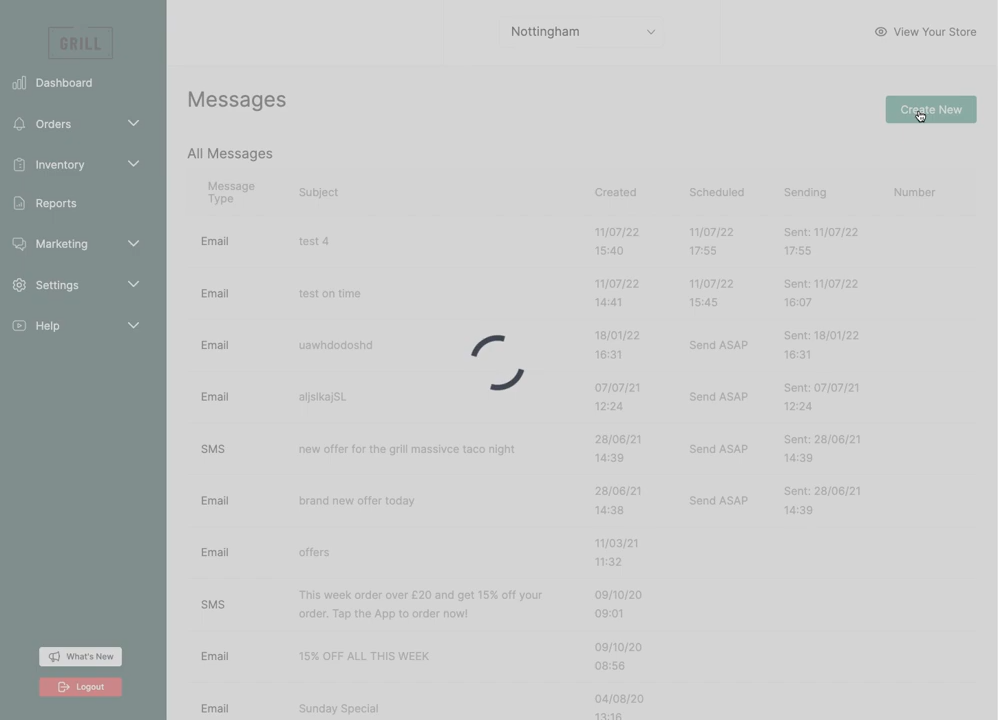 GRILL
Nottingham
View Your Store
Dashboard
Orders
Inventory
Reports
Marketing
Settings
Help
What's New
Logout
Messages
Create New
All Messages
Message
Type
Subject
Created
Scheduled
Sending
Number
Email
test 4
11/07/22
15:40
11/07/22
17:55
Sent: 11/07/22
17:55
Email
test on time
11/07/22
14:41
11/07/22
15:45
Sent: 11/07/22
16:07
Email
uawhdodoshd
18/01/22
16:31
Send ASAP
Sent: 18/01/22
16:31
Email
aljslkajSL
07/07/21
12:24
Send ASAP
Sent: 07/07/21
12:24
SMS
new offer for the grill massivce taco night
28/06/21
14:39
Send ASAP
Sent: 28/06/21
14:39
Email
brand new offer today
28/06/21
14:38
Send ASAP
Sent: 28/06/21
14:39
Email
offers
11/03/21
11:32
SMS
This week order over £20 and get 15% off your
order. Tap the App to order now!
09/10/20
09:01
Email
15% OFF ALL THIS WEEK
09/10/20
08:56
Email
Sunday Special
04/08/20
13:16